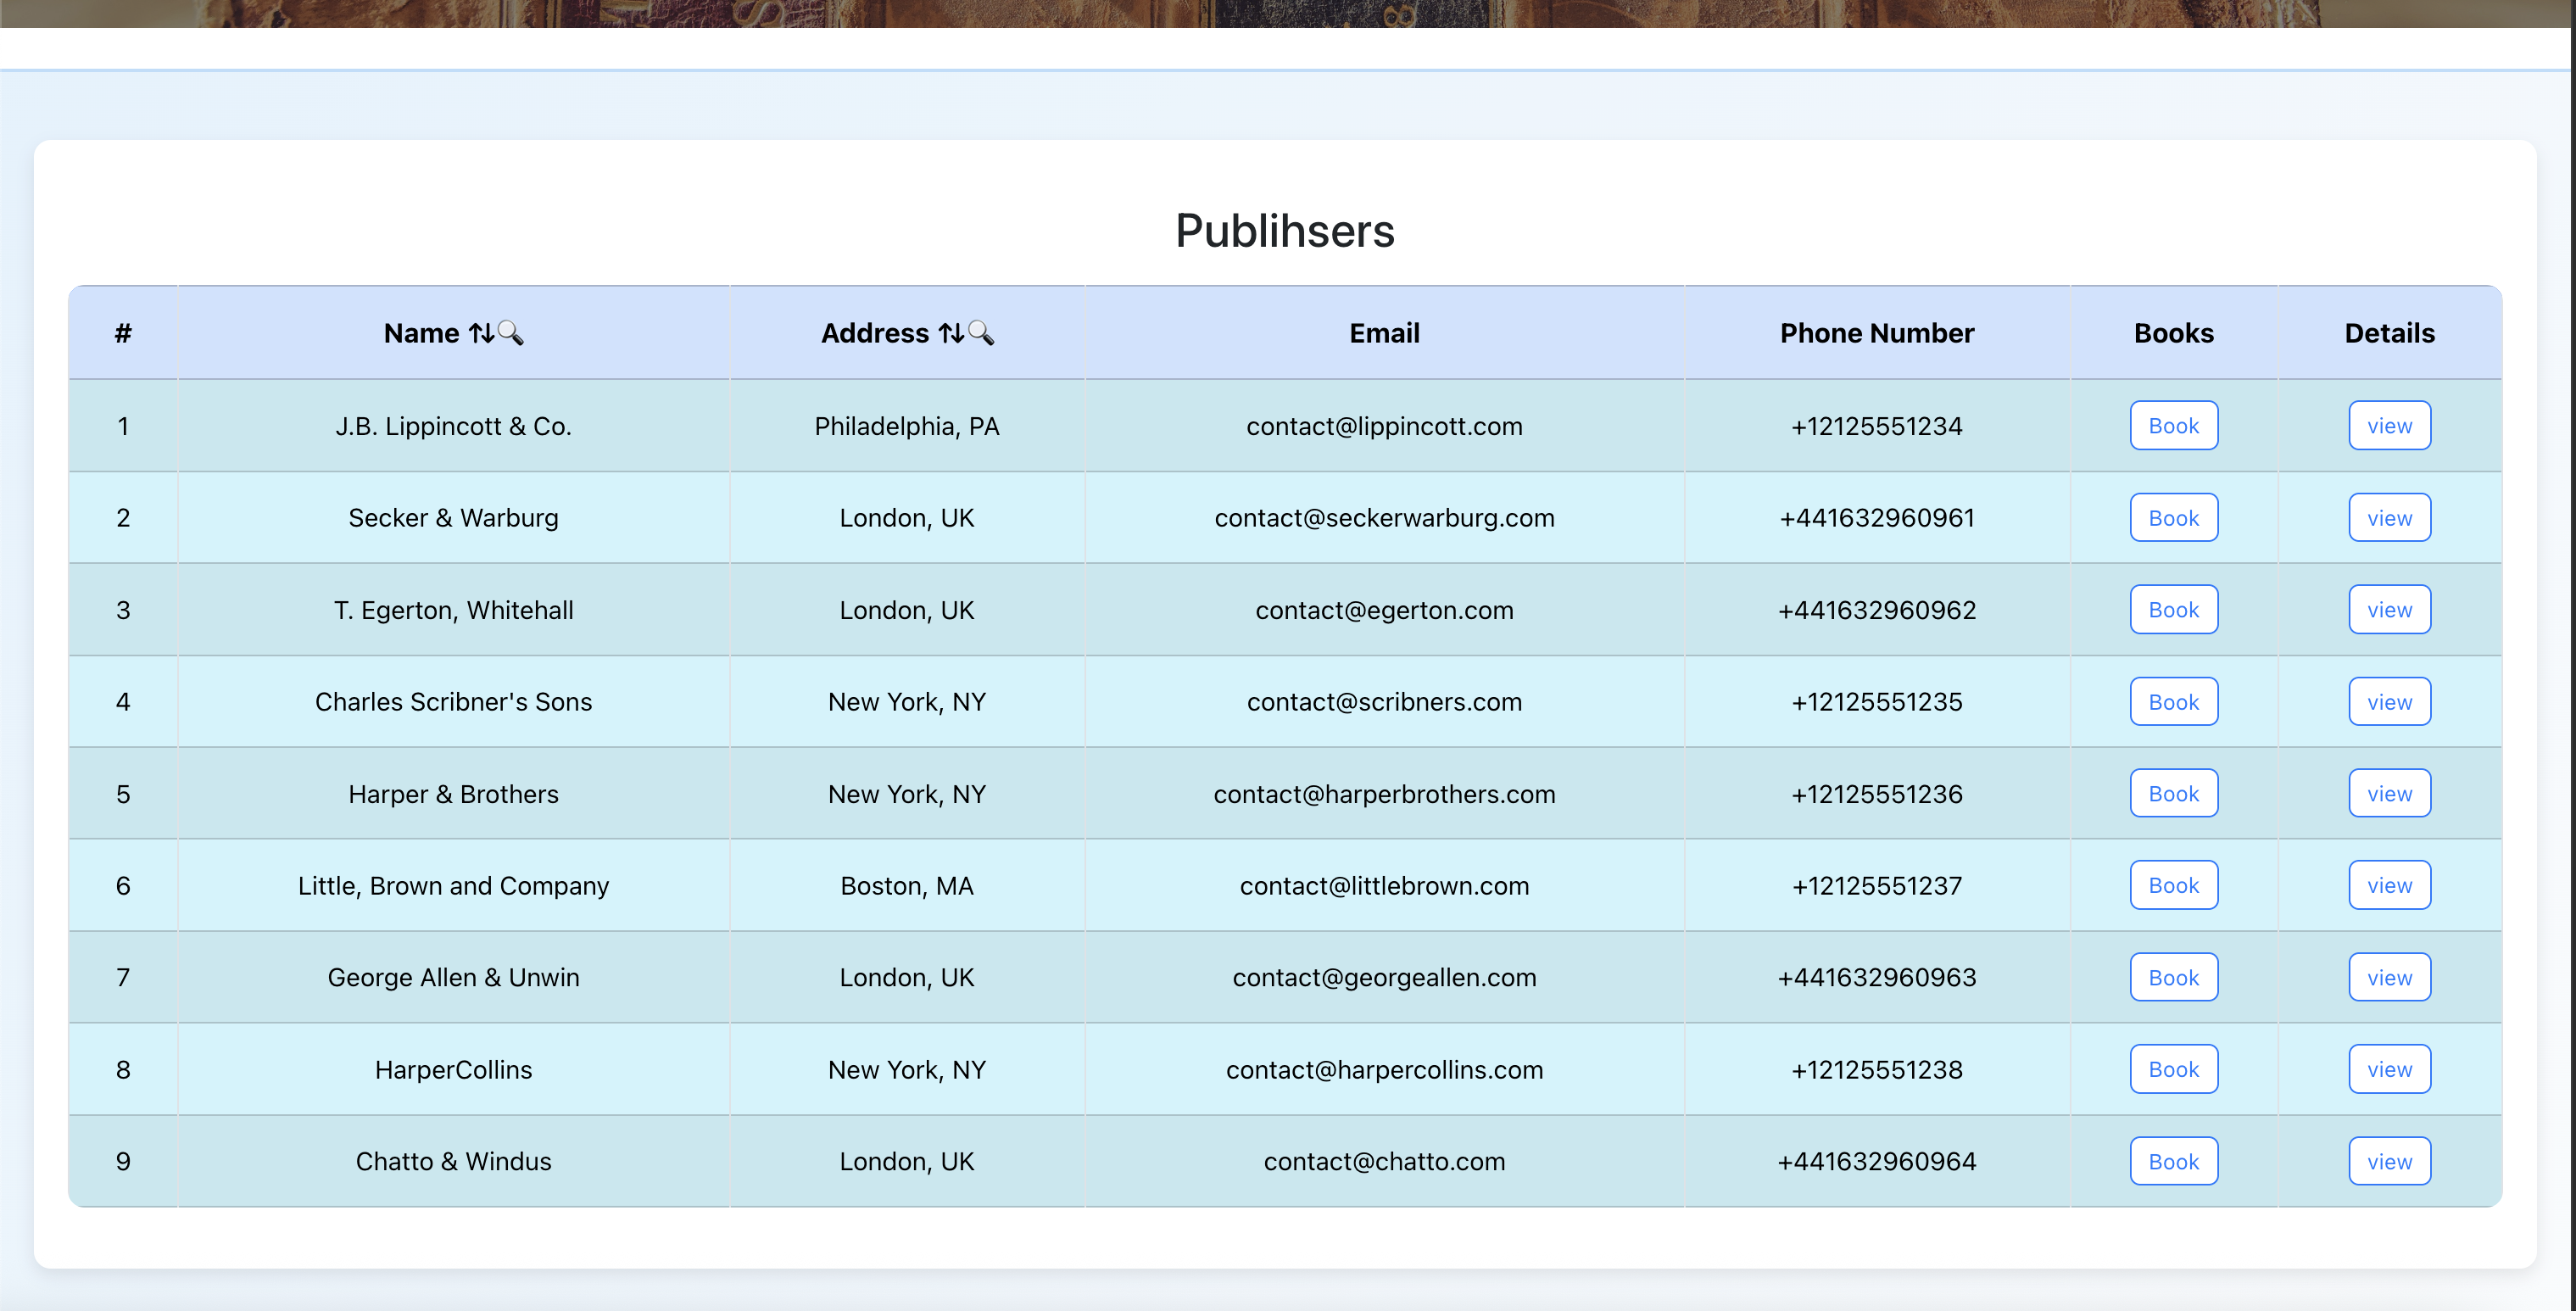 Publihsers
# Name ↑↓🔍 Address ↑↓🔍 Email Phone Number Books Details
1 J.B. Lippincott & Co. Philadelphia, PA contact@lippincott.com +12125551234 Book view
2 Secker & Warburg London, UK contact@seckerwarburg.com +441632960961 Book view
3 T. Egerton, Whitehall London, UK contact@egerton.com +441632960962 Book view
4 Charles Scribner's Sons New York, NY contact@scribners.com +12125551235 Book view
5 Harper & Brothers New York, NY contact@harperbrothers.com +12125551236 Book view
6 Little, Brown and Company Boston, MA contact@littlebrown.com +12125551237 Book view
7 George Allen & Unwin London, UK contact@georgeallen.com +441632960963 Book view
8 HarperCollins New York, NY contact@harpercollins.com +12125551238 Book view
9 Chatto & Windus London, UK contact@chatto.com +441632960964 Book view